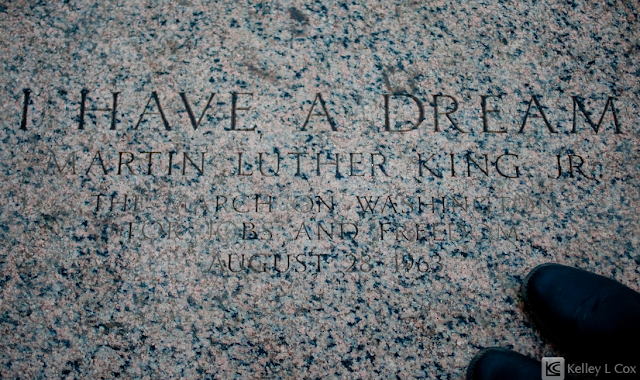 I HAVE A DREAM
MARTIN LUTHER KING JR.
THE MARCH ON WASHINGTON
FOR JOBS AND FREEDOM
AUGUST 28 1963
KC Kelley L Cox